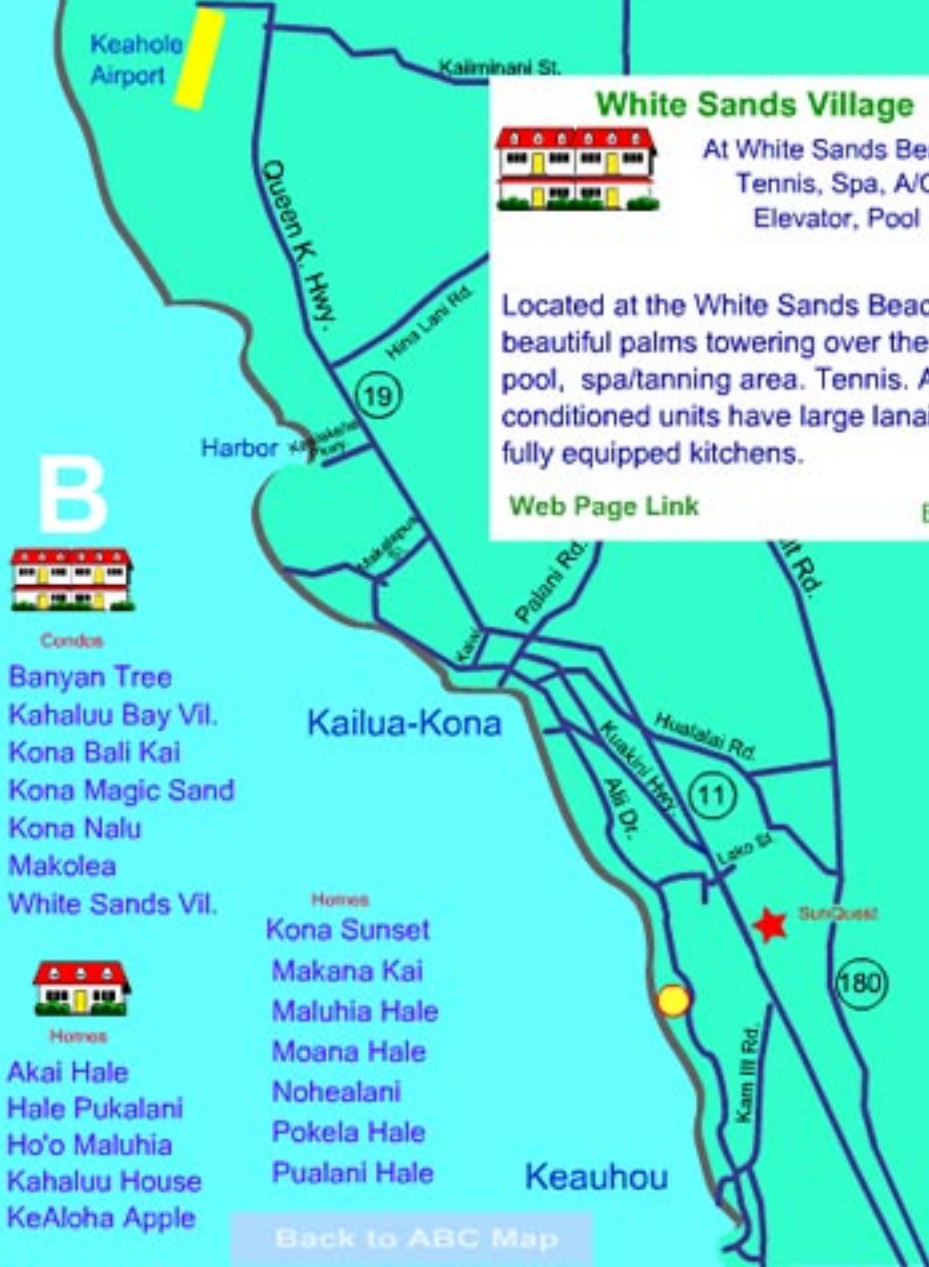 Keahole
Airport
Kaiminani St.
White Sands Village
At White Sands
Tennis, Spa,
Elevator, Pool
Queen K. Hwy.
Located at the White Sands
beautiful palms towering over the
pool, spa/tanning area. Tennis.
conditioned units have large
fully equipped kitchens.
Web Page Link
Hina Lani Rd.
19
Harbor
B
Palani Rd.
Rd.
Kaiwi
Condos
Banyan Tree
Kahaluu Bay Vil.
Kona Bali Kai
Kona Magic Sand
Kona Nalu
Makolea
White Sands Vil.
Kailua-Kona
Hualalai Rd.
Kuakini Hwy.
11
Alii Dr.
Lako St.
SunQuest
180
Kam III Rd.
Homes
Akai Hale
Hale Pukalani
Ho'o Maluhia
Kahaluu House
KeAloha Apple
Homes
Kona Sunset
Makana Kai
Maluhia Hale
Moana Hale
Nohealani
Pokela Hale
Pualani Hale
Keauhou
Back to ABC Map